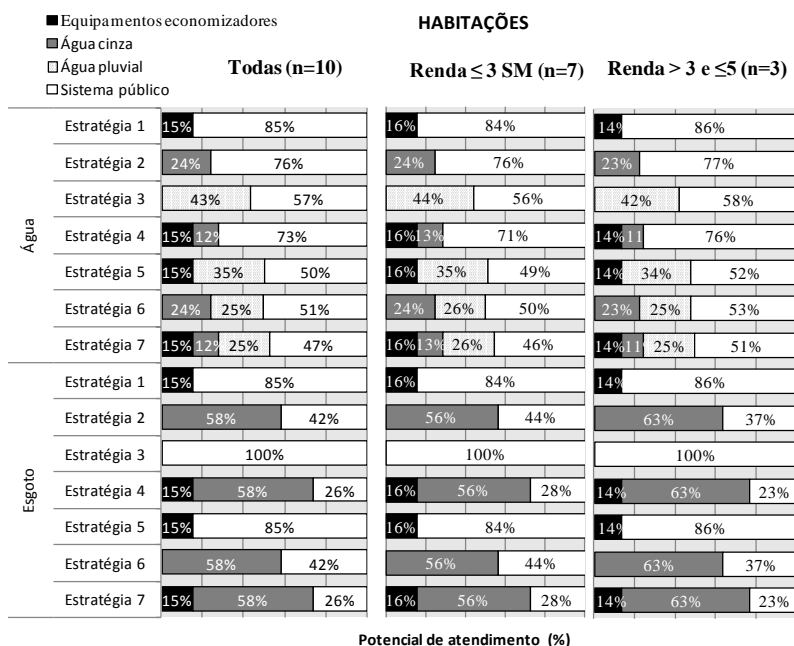 Equipamentos economizadores
Água cinza
Água pluvial
Sistema público
HABITAÇÕES
Todas (n=10) Renda ≤ 3 SM (n=7) Renda > 3 e ≤5 (n=3)
Água
Estratégia 1 15% 85% 16% 84% 14% 86%
Estratégia 2 24% 76% 24% 76% 23% 77%
Estratégia 3 43% 57% 44% 56% 42% 58%
Estratégia 4 15% 12% 73% 16% 13% 71% 14% 11 76%
Estratégia 5 15% 35% 50% 16% 35% 49% 14% 34% 52%
Estratégia 6 24% 25% 51% 24% 26% 50% 23% 25% 53%
Estratégia 7 15% 12% 25% 47% 16% 13% 26% 46% 14% 11% 25% 51%
Esgoto
Estratégia 1 15% 85% 16% 84% 14% 86%
Estratégia 2 58% 42% 56% 44% 63% 37%
Estratégia 3 100% 100% 100%
Estratégia 4 15% 58% 26% 16% 56% 28% 14% 63% 23%
Estratégia 5 15% 85% 16% 84% 14% 86%
Estratégia 6 58% 42% 56% 44% 63% 37%
Estratégia 7 15% 58% 26% 16% 56% 28% 14% 63% 23%
Potencial de atendimento (%)